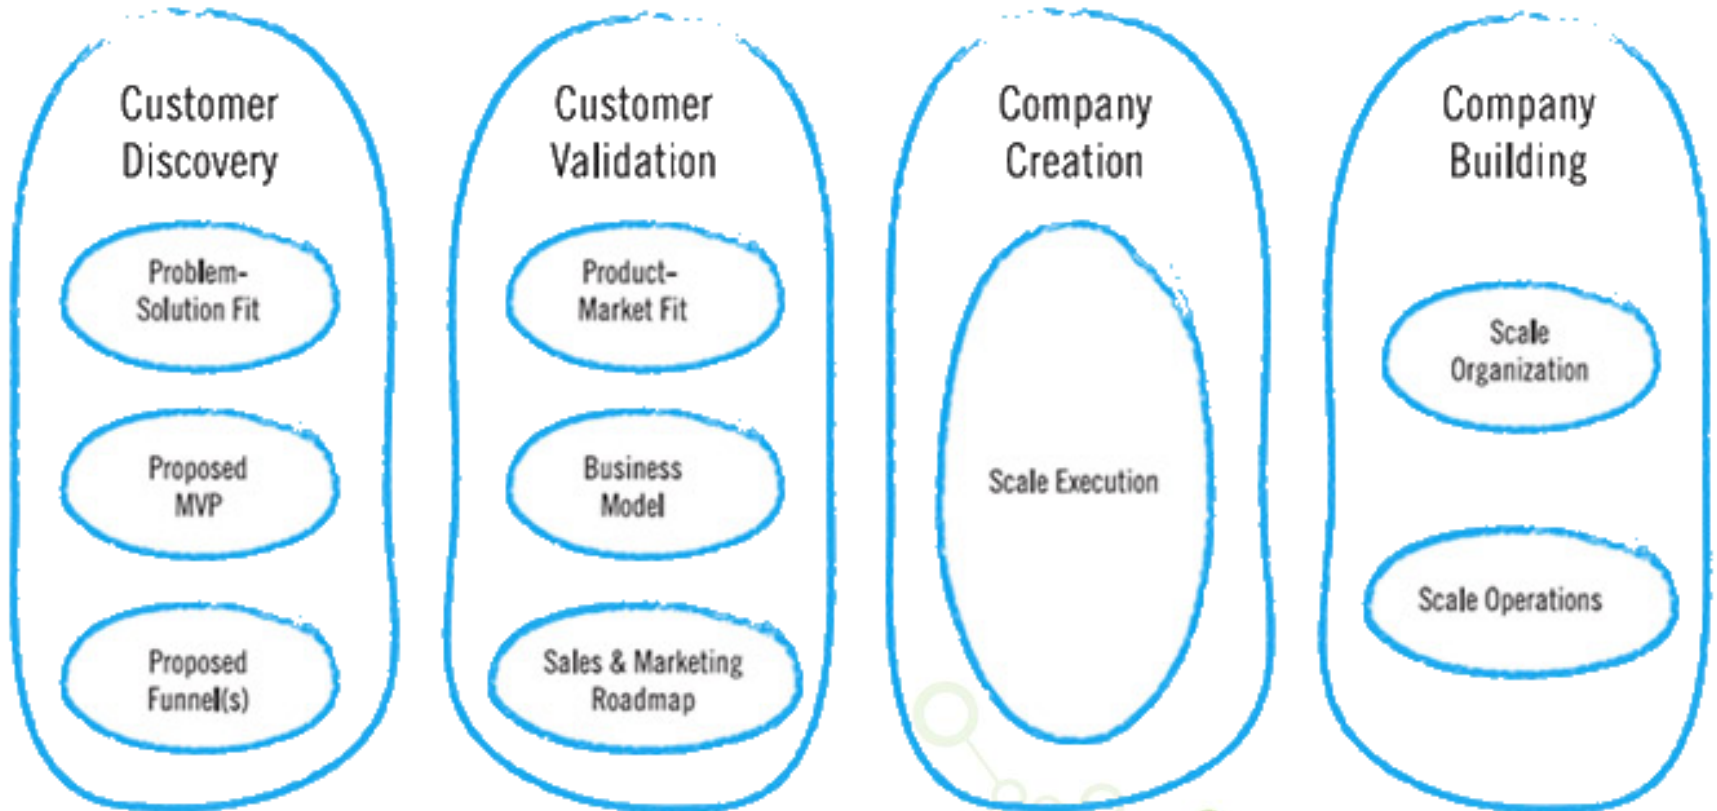 Customer
Discovery
Problem-
Solution Fit
Proposed
MVP
Proposed
Funnel(s)
Customer
Validation
Product-
Market Fit
Business
Model
Sales & Marketing
Roadmap
Company
Creation
Scale Execution
Company
Building
Scale
Organization
Scale Operations